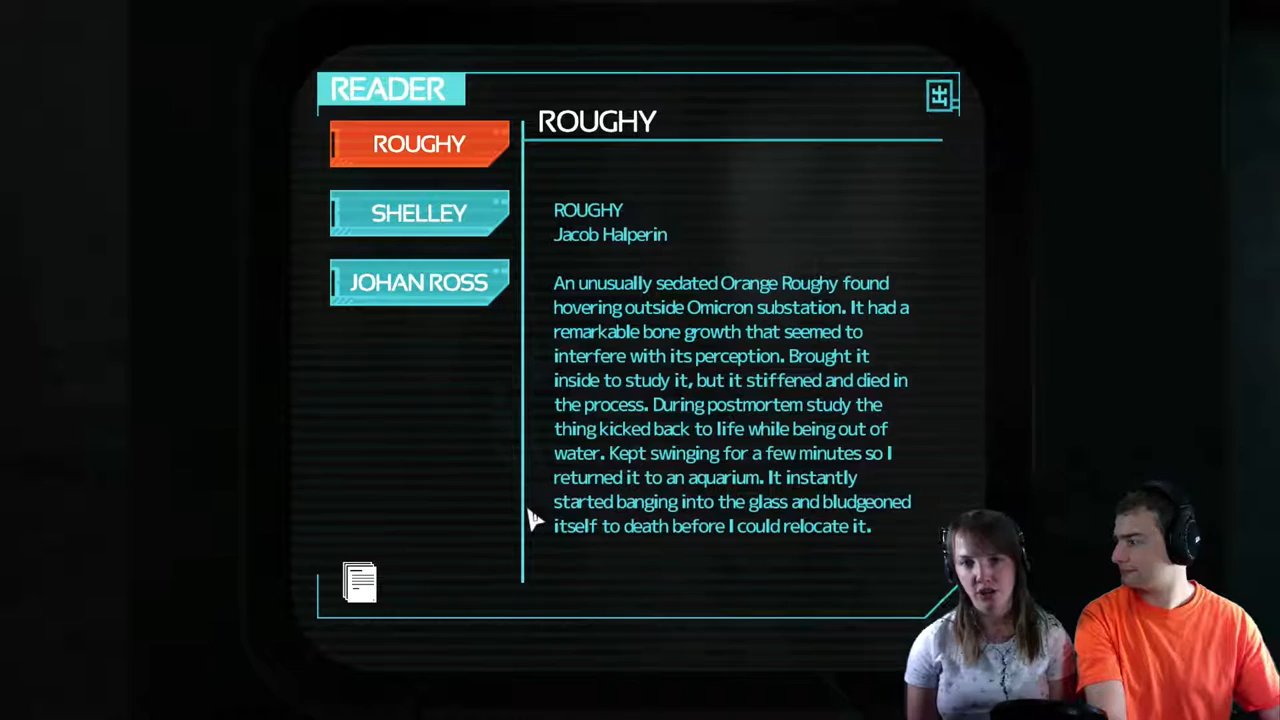 READER
ROUGHY
SHELLEY
JOHAN ROSS
ROUGHY
ROUGHY
Jacob Halperin
An unusually sedated Orange Roughy found
hovering outside Omicron substation. It had a
remarkable bone growth that seemed to
interfere with its perception. Brought it
inside to study it, but it stiffened and died in
the process. During postmortem study the
thing kicked back to life while being out of
water. Kept swinging for a few minutes so I
returned it to an aquarium. It instantly
started banging into the glass and bludgeoned
itself to death before I could relocate it.